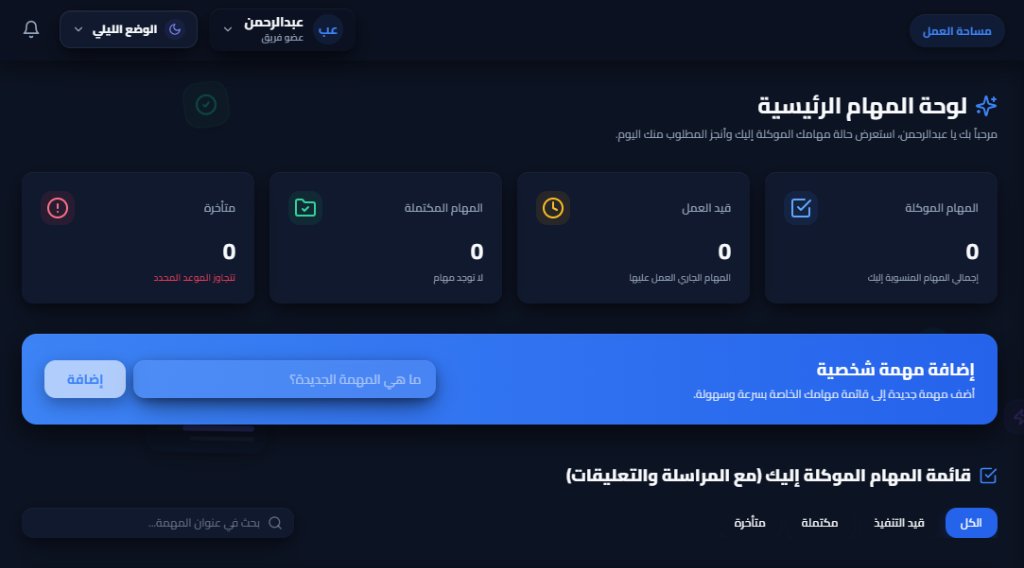 مساحة العمل
عب
عبدالرحمن
عضو فريق
الوضع الليلي
لوحة المهام الرئيسية
مرحباً بك يا عبدالرحمن، استعرض حالة مهامك الموكلة إليك وأنجز المطلوب منك اليوم.
المهام الموكلة
0
إجمالي المهام المنسوبة إليك
قيد العمل
0
المهام الجاري العمل عليها
المهام المكتملة
0
لا توجد مهام
متأخرة
0
تتجاوز الموعد المحدد
إضافة مهمة شخصية
أضف مهمة جديدة إلى قائمة مهامك الخاصة بسرعة وسهولة.
ما هي المهمة الجديدة؟
إضافة
قائمة المهام الموكلة إليك (مع المراسلة والتعليقات)
الكل
قيد التنفيذ
مكتملة
متأخرة
بحث في عنوان المهمة...